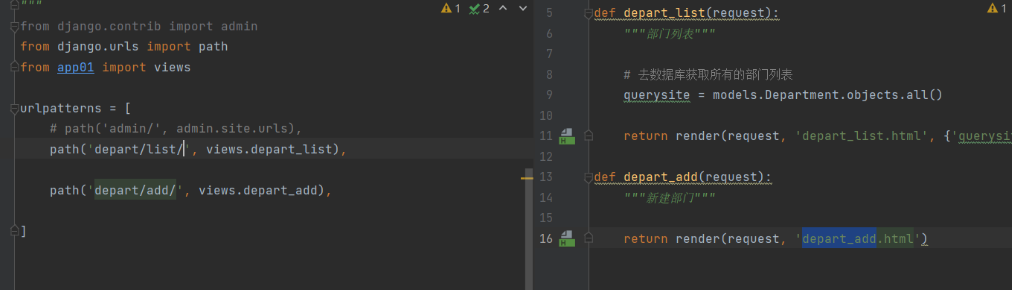 """
from django.contrib import admin
from django.urls import path
from app01 import views
urlpatterns = [
# path('admin/', admin.site.urls),
path('depart/list/', views.depart_list),
path('depart/add/', views.depart_add),
]
1 2
1
5 def depart_list(request):
6 """部门列表"""
7
8 # 去数据库获取所有的部门列表
9 querysite = models.Department.objects.all()
10
11 return render(request, 'depart_list.html', {'querysi
12
13 def depart_add(request):
14 """新建部门"""
15
16 return render(request, 'depart_add.html')